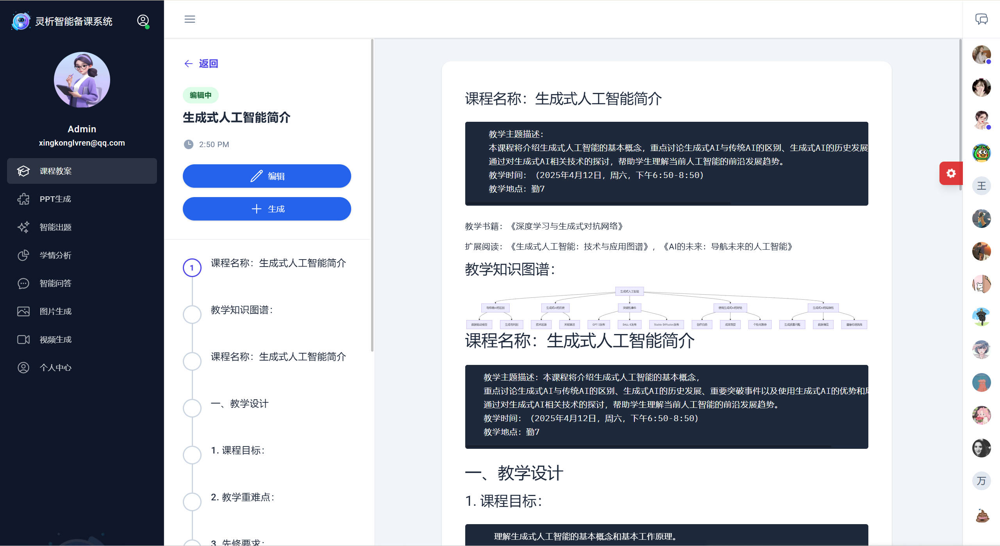 灵析智能备课系统
Admin
xingkonglvren@qq.com
课程教案
PPT生成
智能出题
学情分析
智能问答
图片生成
视频生成
个人中心
返回
编辑中
生成式人工智能简介
2:50 PM
编辑
生成
1
课程名称：生成式人工智能简介
教学知识图谱：
课程名称：生成式人工智能简介
一、教学设计
1. 课程目标：
2. 教学重难点：
3. 先修要求：
课程名称：生成式人工智能简介
教学主题描述：
本课程将介绍生成式人工智能的基本概念，重点讨论生成式AI与传统AI的区别、生成式AI的历史发展
通过对生成式AI相关技术的探讨，帮助学生理解当前人工智能的前沿发展趋势。
教学时间：（2025年4月12日，周六，下午6:50-8:50）
教学地点：勤7
教学书籍：《深度学习与生成式对抗网络》
扩展阅读：《生成式人工智能：技术与应用图谱》，《AI的未来：导航未来的人工智能》
教学知识图谱：
生成式人工智能
与传统AI的区别
生成式AI的历史
突破性事件
使用生成式AI的好处
生成式AI的局限性
数据驱动模型
生成与判别
技术起源
关键算法
GPT-3发布
DALL-E发布
Stable Diffusion发布
创作自由
成本效益
个性化推荐
生成质量问题
数据偏见
道德伦理挑战
课程名称：生成式人工智能简介
教学主题描述：本课程将介绍生成式人工智能的基本概念，
重点讨论生成式AI与传统AI的区别、生成式AI的历史发展、重要突破事件以及使用生成式AI的优势和局
通过对生成式AI相关技术的探讨，帮助学生理解当前人工智能的前沿发展趋势。
教学时间：（2025年4月12日，周六，下午6:50-8:50）
教学地点：勤7
一、教学设计
1. 课程目标：
理解生成式人工智能的基本概念和基本工作原理。
王
万